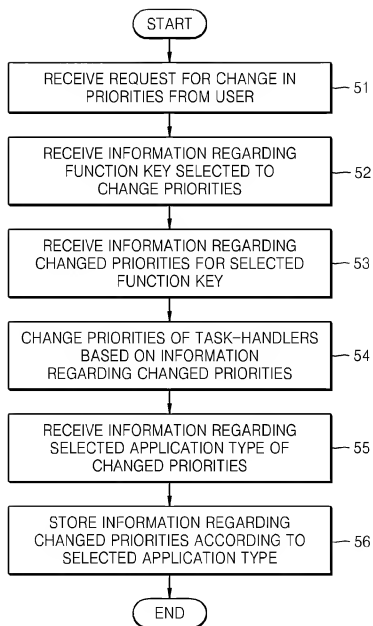 START
RECEIVE REQUEST FOR CHANGE IN
PRIORITIES FROM USER
51
RECEIVE INFORMATION REGARDING
FUNCTION KEY SELECTED TO
CHANGE PRIORITIES
52
RECEIVE INFORMATION REGARDING
CHANGED PRIORITIES FOR SELECTED
FUNCTION KEY
53
CHANGE PRIORITIES OF TASK-HANDLERS
BASED ON INFORMATION
REGARDING CHANGED PRIORITIES
54
RECEIVE INFORMATION REGARDING
SELECTED APPLICATION TYPE OF
CHANGED PRIORITIES
55
STORE INFORMATION REGARDING
CHANGED PRIORITIES ACCORDING TO
SELECTED APPLICATION TYPE
56
END